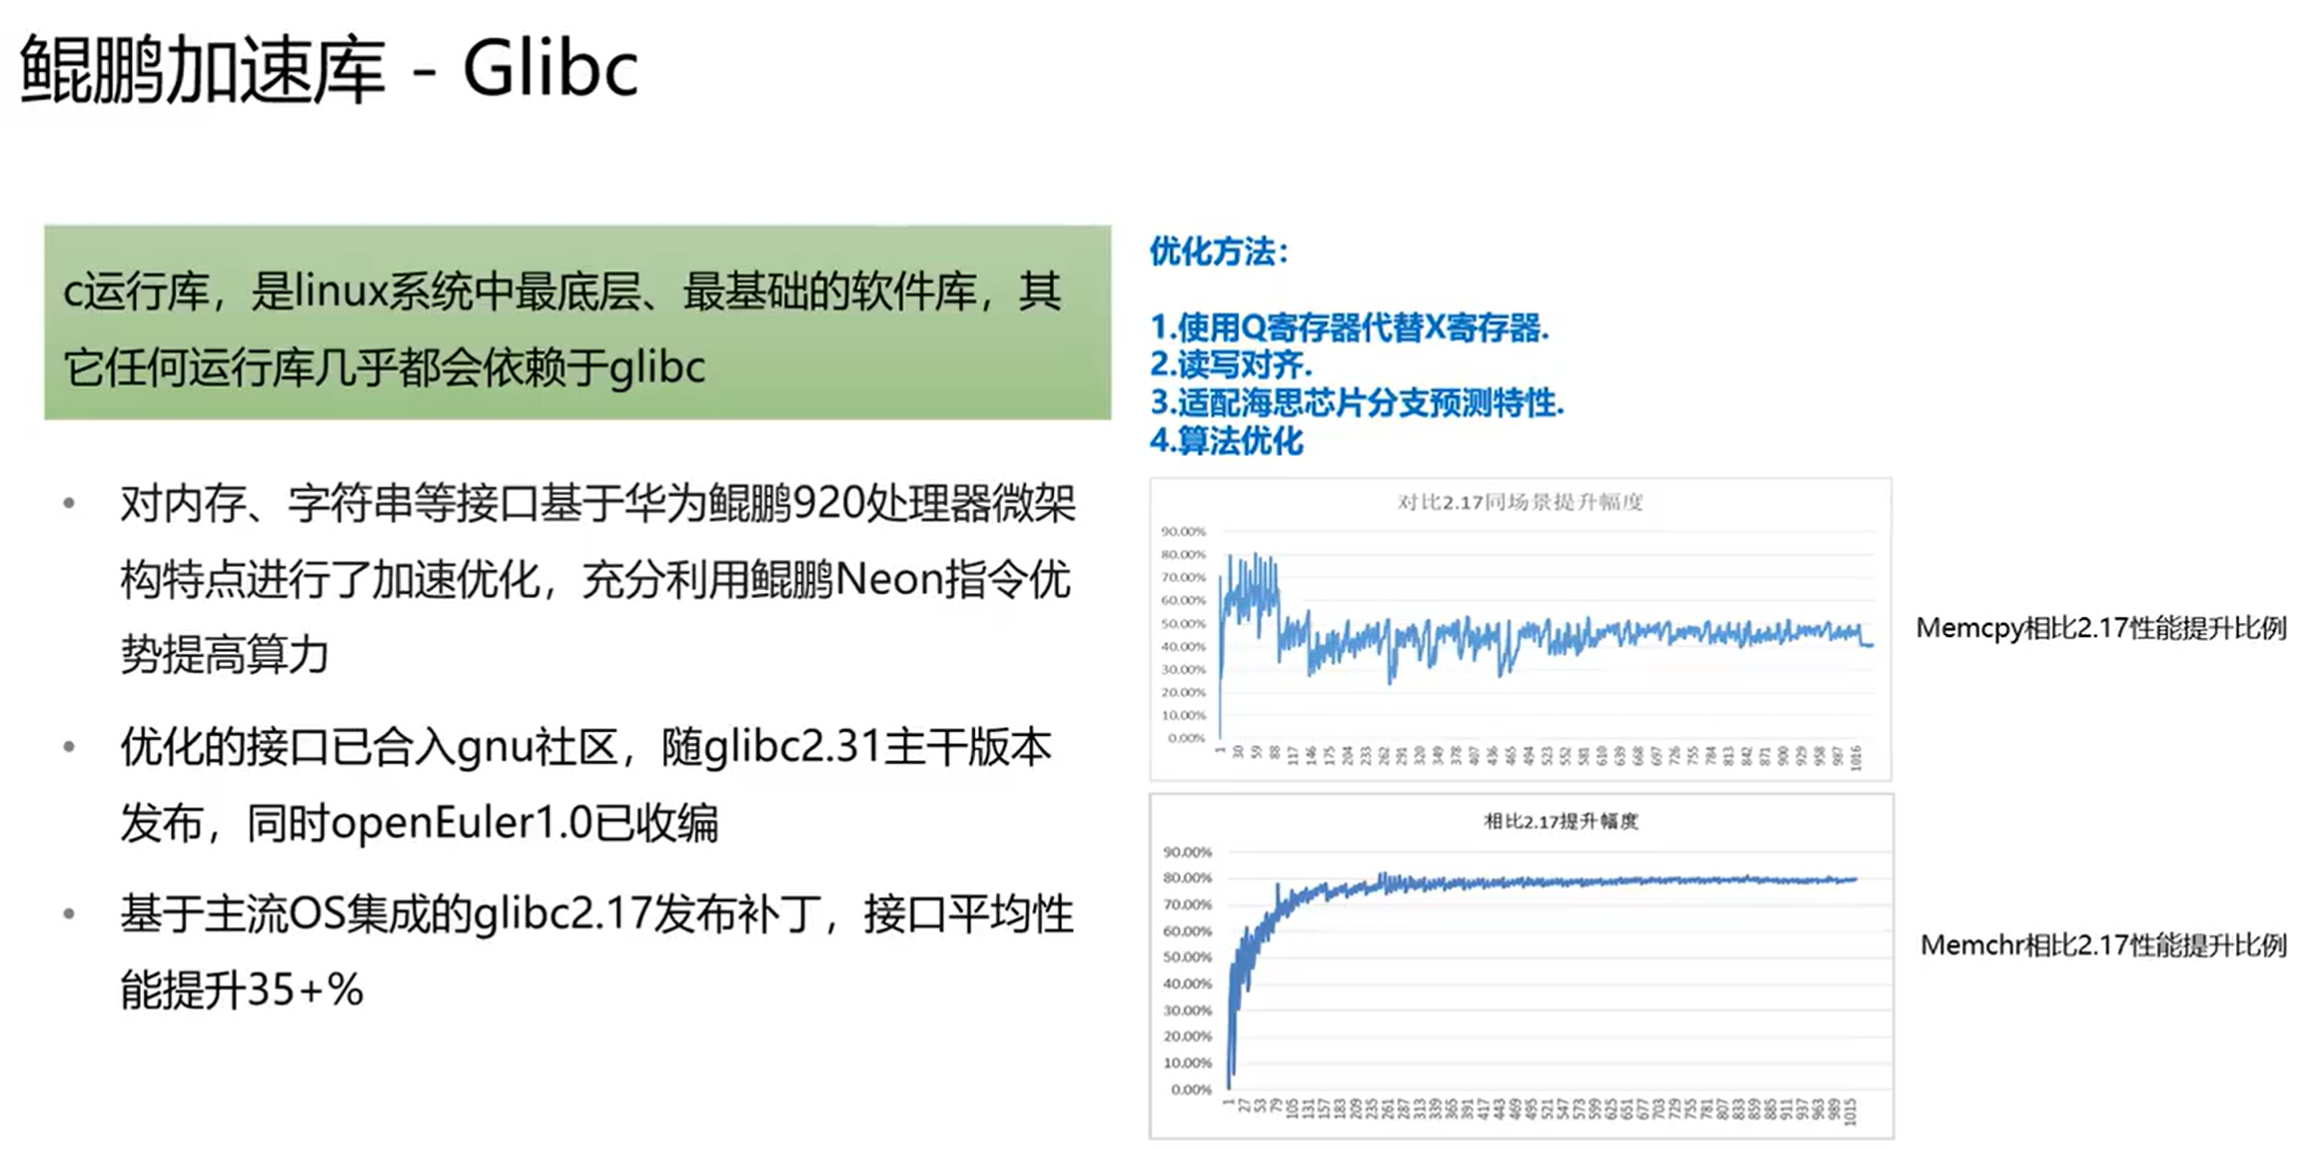 鲲鹏加速库 - Glibc
c运行库，是linux系统中最底层、最基础的软件库，其
它任何运行库几乎都会依赖于glibc
• 对内存、字符串等接口基于华为鲲鹏920处理器微架
构特点进行了加速优化，充分利用鲲鹏Neon指令优
势提高算力
• 优化的接口已合入gnu社区，随glibc2.31主干版本
发布，同时openEuler1.0已收编
• 基于主流OS集成的glibc2.17发布补丁，接口平均性
能提升35+%
优化方法：
1.使用Q寄存器代替X寄存器.
2.读写对齐.
3.适配海思芯片分支预测特性.
4.算法优化
对比2.17同场景提升幅度
90.00%
80.00%
70.00%
60.00%
50.00%
40.00%
30.00%
20.00%
10.00%
0.00%
1 30 59 88 117 146 175 204 233 262 291 320 349 378 407 436 465 494 523 552 581 610 639 668 697 726 755 784 813 842 871 900 929 958 987 1016
Memcpy相比2.17性能提升比例
相比2.17提升幅度
90.00%
80.00%
70.00%
60.00%
50.00%
40.00%
30.00%
20.00%
10.00%
0.00%
1 27 53 79 105 131 157 183 209 235 261 287 313 339 365 391 417 443 469 495 521 547 573 599 625 651 677 703 729 755 781 807 833 859 885 911 937 963 989 1015
Memchr相比2.17性能提升比例